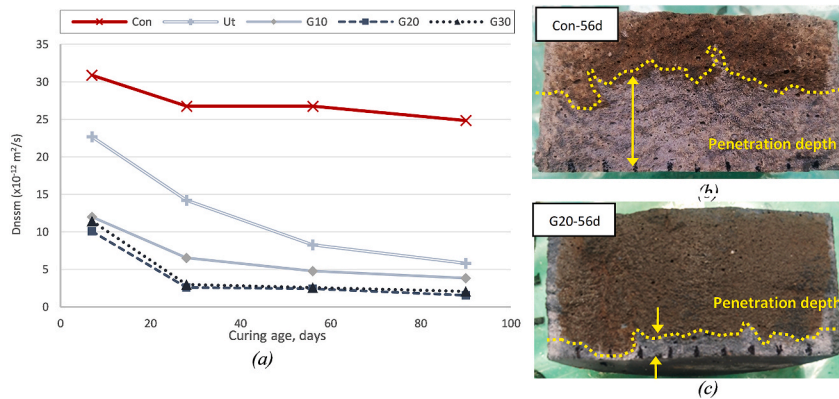 (a)
Con Ut G10 G20 G30
35
30
25
20
15
10
5
0
Dnssm (x10⁻¹² m²/s)
0 20 40 60 80 100
Curing age, days
(a)
Con-56d
Penetration depth
(b)
G20-56d
Penetration depth
(c)